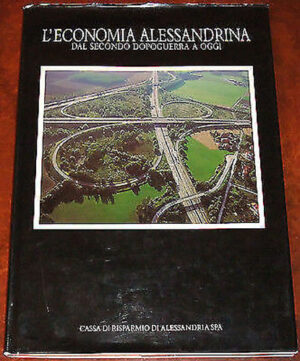 L'ECONOMIA ALESSANDRINA
DAL SECONDO DOPOGUERRA A OGGI
CASSA DI RISPARMIO DI ALESSANDRIA SPA